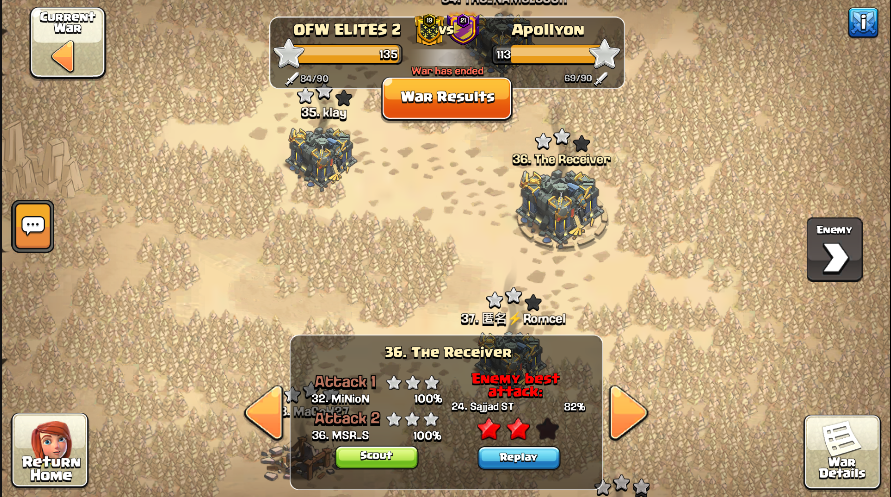 Current War
OFW ELITES 2
19
vs
21
Apollyon
135
113
84/90
War has ended
69/90
War Results
35. klay
36. The Receiver
Enemy
37. 匿名⚡Romcel
36. The Receiver
Attack 1
32. MiNioN 100%
Attack 2
36. MSR_S 100%
Enemy best attack:
24. Sajjad ST 82%
Scout
Replay
Return Home
War Details